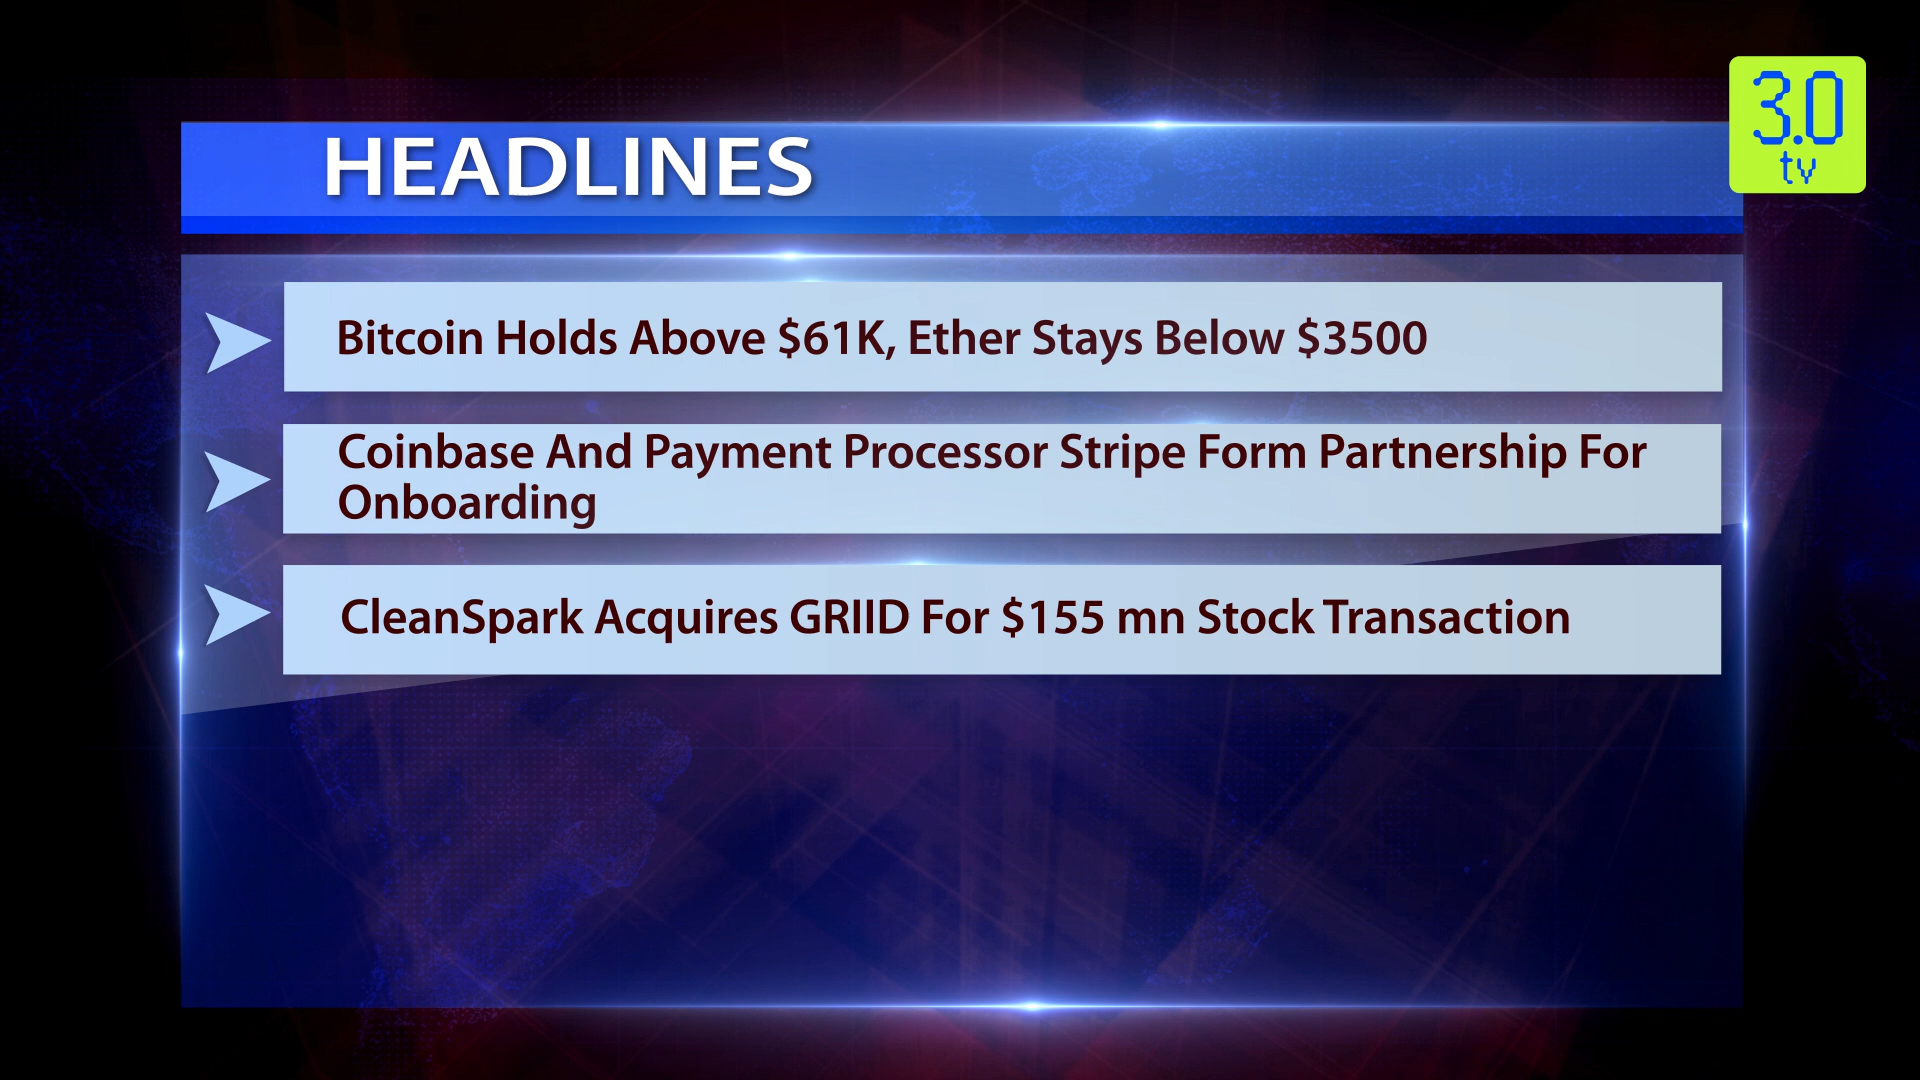 3.0
tv
HEADLINES
Bitcoin Holds Above $61K, Ether Stays Below $3500
Coinbase And Payment Processor Stripe Form Partnership For
Onboarding
CleanSpark Acquires GRIID For $155 mn Stock Transaction